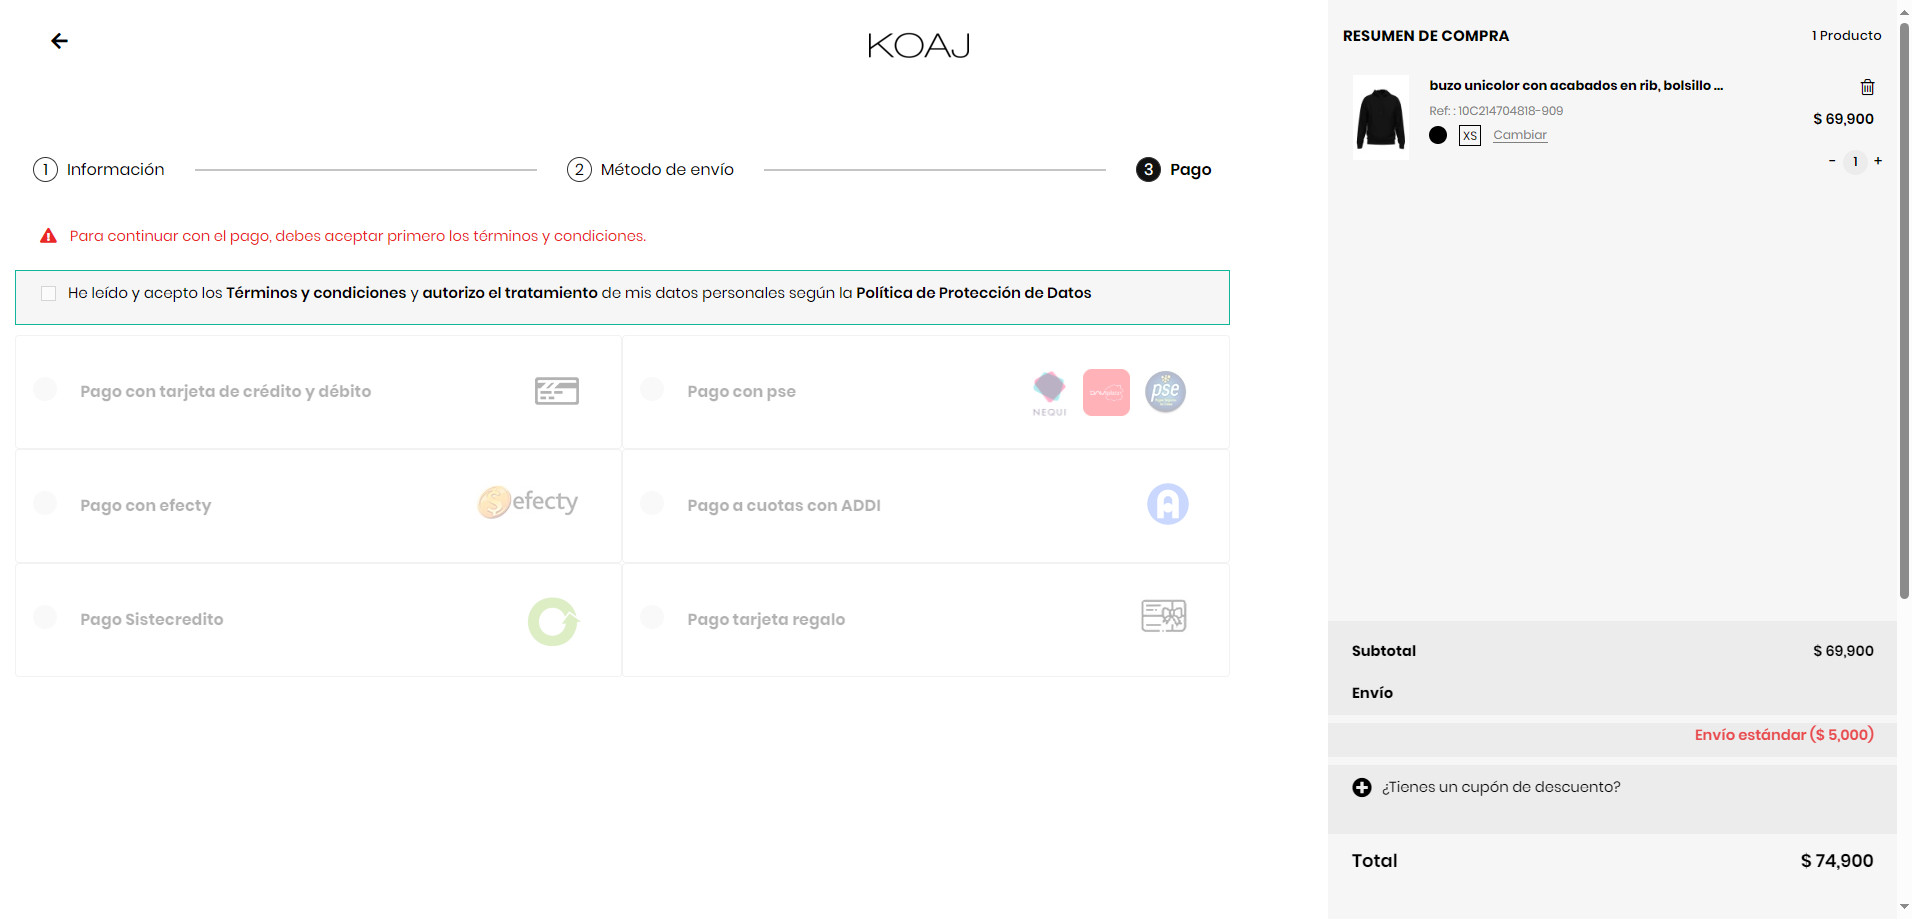 KOAJ
1 Información
2 Método de envío
3 Pago
Para continuar con el pago, debes aceptar primero los términos y condiciones.
He leído y acepto los Términos y condiciones y autorizo el tratamiento de mis datos personales según la Política de Protección de Datos
Pago con tarjeta de crédito y débito
Pago con pse
NEQUI
pse
Pago con efecty
efecty
Pago a cuotas con ADDI
A
Pago Sistecredito
Pago tarjeta regalo
RESUMEN DE COMPRA
1 Producto
buzo unicolor con acabados en rib, bolsillo ...
Ref: : 10C214704818-909
$ 69,900
XS Cambiar
- 1 +
Subtotal
$ 69,900
Envío
Envío estándar ($ 5,000)
¿Tienes un cupón de descuento?
Total
$ 74,900